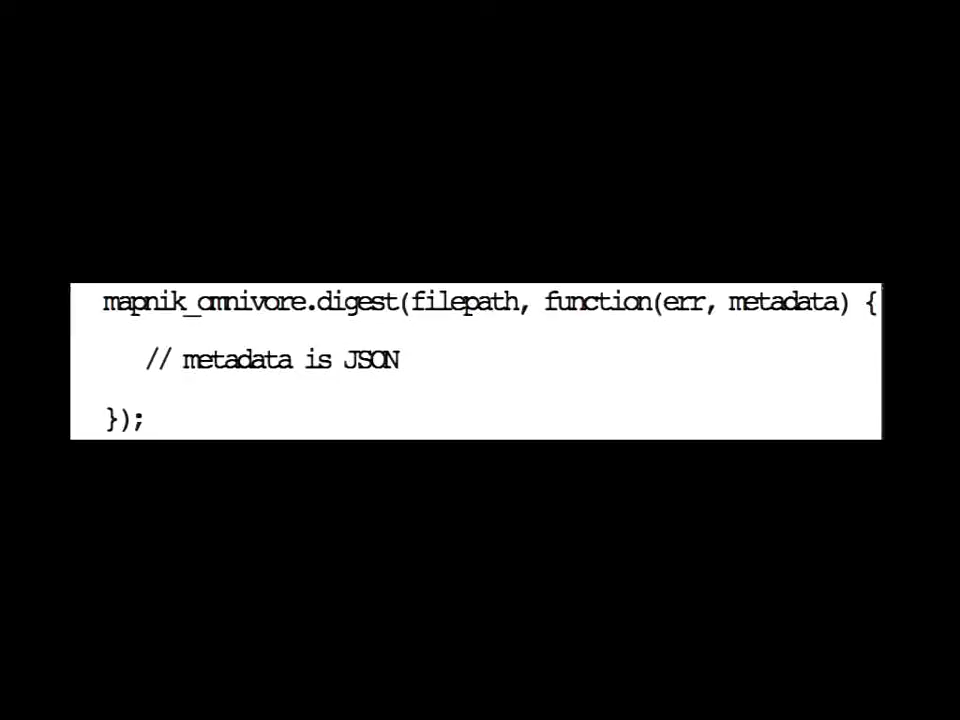 mapnik_omnivore.digest(filepath, function(err, metadata) {
// metadata is JSON
});